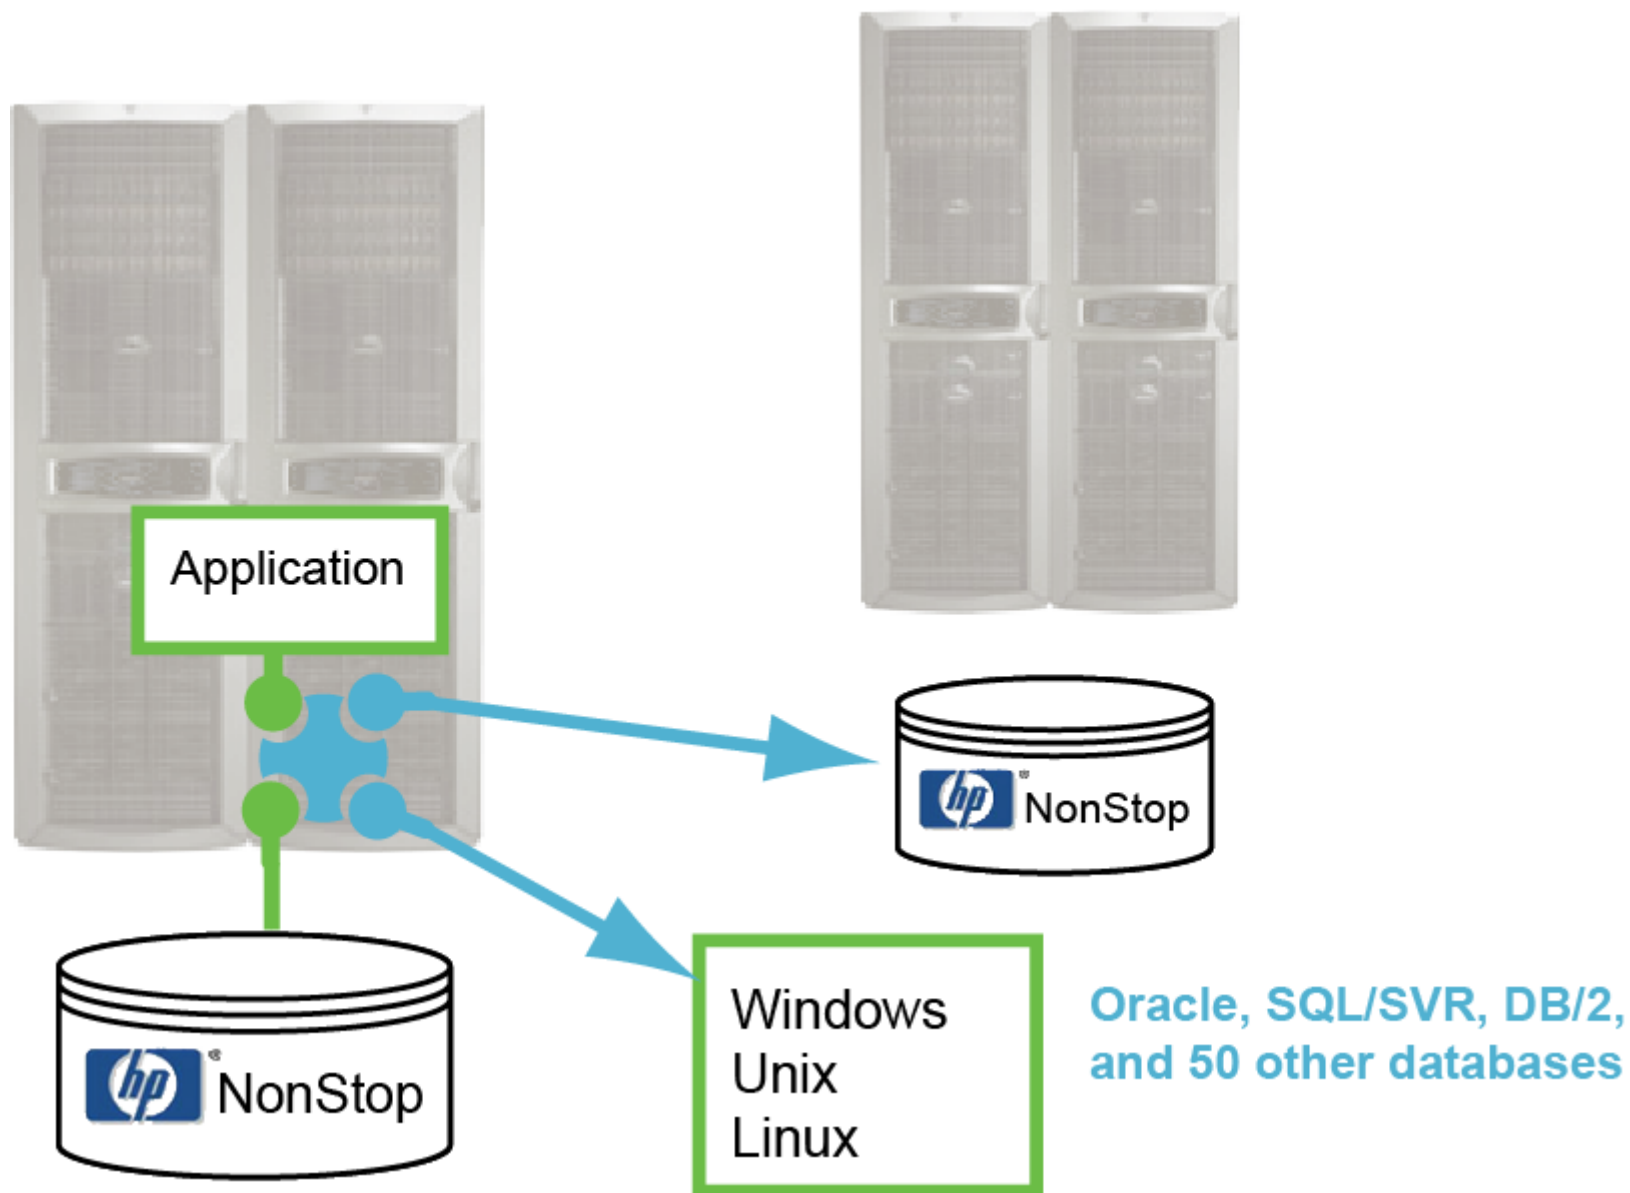 Application
hp
® NonStop
Windows
Unix
Linux
Oracle, SQL/SVR, DB/2,
and 50 other databases
hp
® NonStop